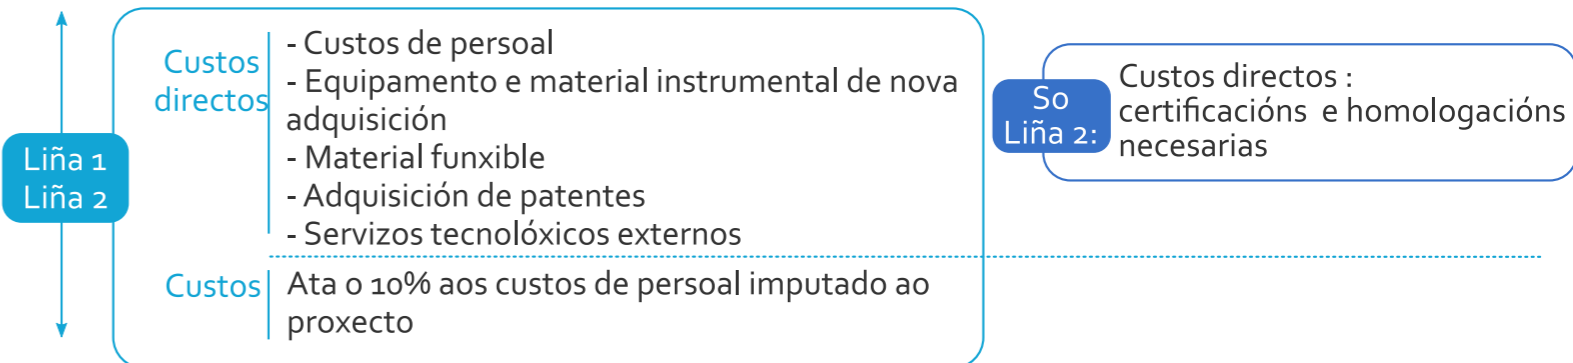 Liña 1
Liña 2
Custos
directos
- Custos de persoal
- Equipamento e material instrumental de nova
adquisición
- Material funxible
- Adquisición de patentes
- Servizos tecnolóxicos externos
Custos
Ata o 10% aos custos de persoal imputado ao
proxecto
So
Liña 2:
Custos directos :
certificacións e homologacións
necesarias